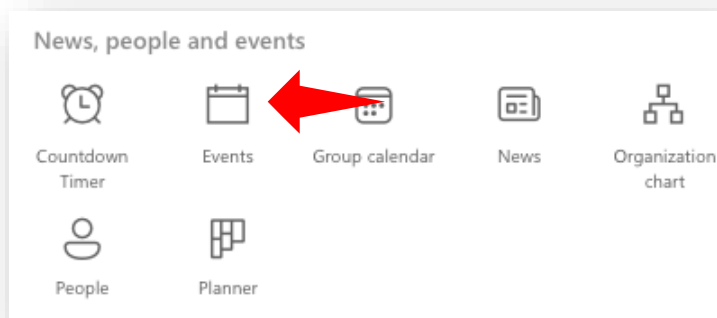 News, people and events
Countdown Timer
Events
Group calendar
News
Organization chart
People
Planner